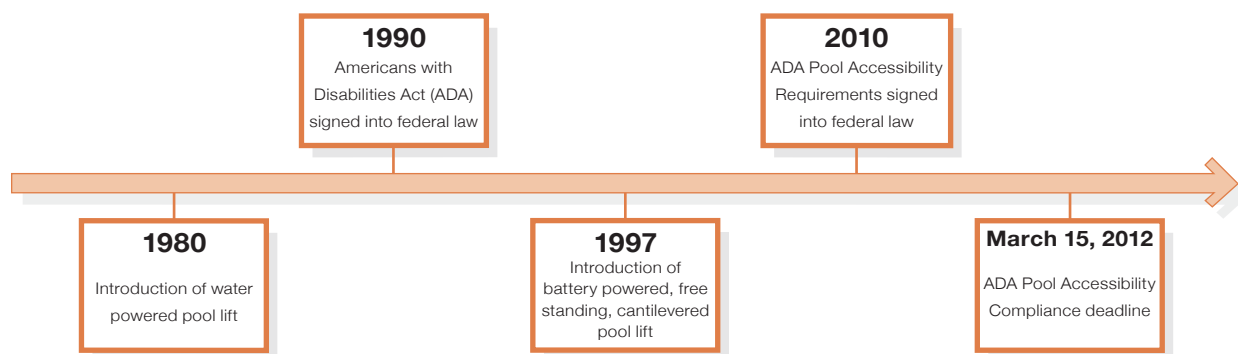 1980
Introduction of water
powered pool lift
1990
Americans with
Disabilities Act (ADA)
signed into federal law
1997
Introduction of
battery powered, free
standing, cantilevered
pool lift
2010
ADA Pool Accessibility
Requirements signed
into federal law
March 15, 2012
ADA Pool Accessibility
Compliance deadline